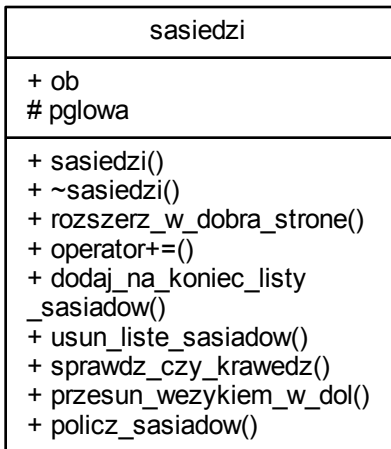 sasiedzi
+ ob
# pglowa
+ sasiedzi()
+ ~sasiedzi()
+ rozszerz_w_dobra_strone()
+ operator+=()
+ dodaj_na_koniec_listy
_sasiadow()
+ usun_liste_sasiadow()
+ sprawdz_czy_krawedz()
+ przesun_wezykiem_w_dol()
+ policz_sasiadow()